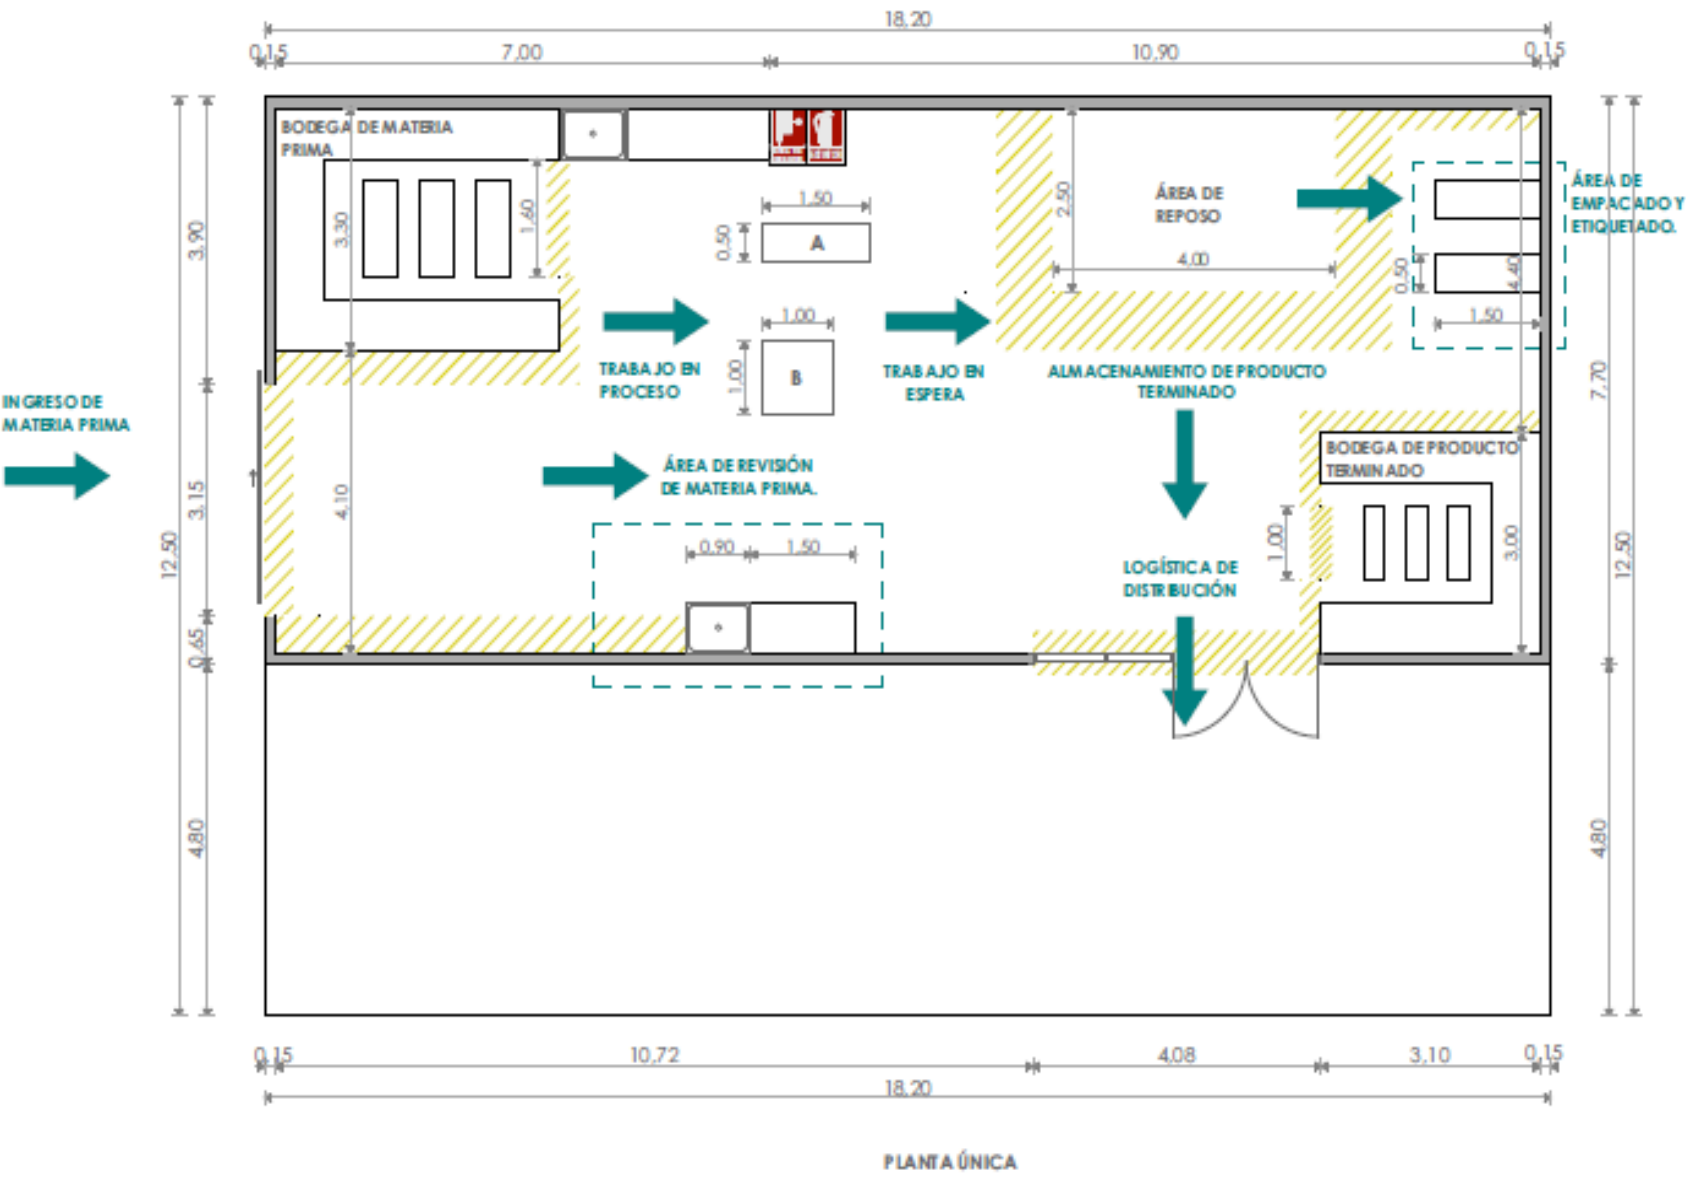 18,20
0,15
7,00
10,90
0,15
BODEGA DE MATERIA
PRIMA
3,30
1,60
1,50
0,50
A
1,00
1,00
B
2,50
ÁREA DE
REPOSO
4,00
ÁREA DE
EMPACADO Y
ETIQUETADO.
0,50
4,40
1,50
3,90
3,15
0,65
12,50
4,80
INGRESO DE
MATERIA PRIMA
TRABAJO EN
PROCESO
TRABAJO EN
ESPERA
ALMACENAMIENTO DE PRODUCTO
TERMINADO
7,70
12,50
4,80
4,10
ÁREA DE REVISIÓN
DE MATERIA PRIMA.
0,90
1,50
BODEGA DE PRODUCTO
TERMINADO
1,00
3,00
LOGÍSTICA DE
DISTRIBUCIÓN
0,15
10,72
4,08
3,10
0,15
18,20
PLANTA ÚNICA